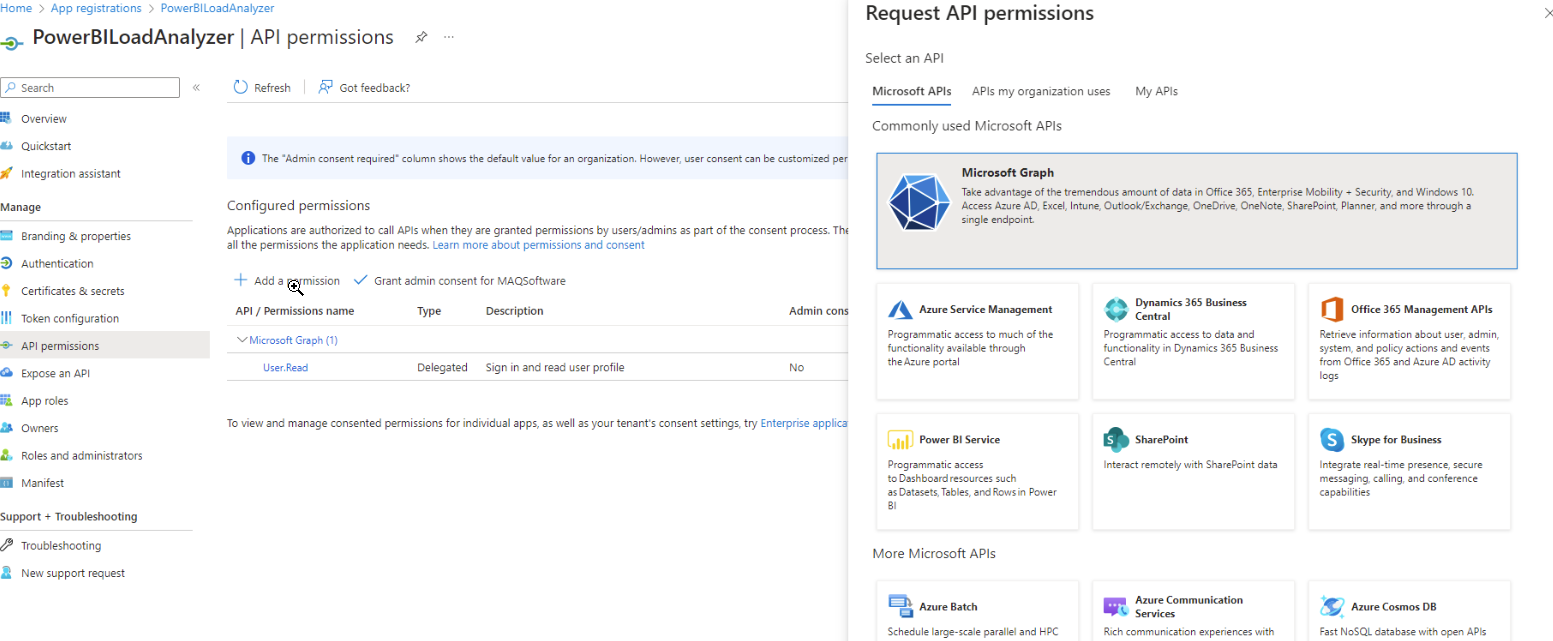 Home > App registrations > PowerBILoadAnalyzer
PowerBILoadAnalyzer | API permissions
Search
Overview
Quickstart
Integration assistant
Manage
Branding & properties
Authentication
Certificates & secrets
Token configuration
API permissions
Expose an API
App roles
Owners
Roles and administrators
Manifest
Support + Troubleshooting
Troubleshooting
New support request
Refresh
Got feedback?
The "Admin consent required" column shows the default value for an organization. However, user consent can be customized per
Configured permissions
Applications are authorized to call APIs when they are granted permissions by users/admins as part of the consent process. The
all the permissions the application needs. Learn more about permissions and consent
Add a permission Grant admin consent for MAQSoftware
API / Permissions name Type Description Admin cons
Microsoft Graph (1)
User.Read Delegated Sign in and read user profile No
To view and manage consented permissions for individual apps, as well as your tenant's consent settings, try Enterprise applica
Request API permissions
Select an API
Microsoft APIs APIs my organization uses My APIs
Commonly used Microsoft APIs
Microsoft Graph
Take advantage of the tremendous amount of data in Office 365, Enterprise Mobility + Security, and Windows 10.
Access Azure AD, Excel, Intune, Outlook/Exchange, OneDrive, OneNote, SharePoint, Planner, and more through a
single endpoint.
Azure Service Management
Programmatic access to much of the
functionality available through
the Azure portal
Dynamics 365 Business
Central
Programmatic access to data and
functionality in Dynamics 365 Business
Central
Office 365 Management APIs
Retrieve information about user, admin,
system, and policy actions and events
from Office 365 and Azure AD activity
logs
Power BI Service
Programmatic access
to Dashboard resources such
as Datasets, Tables, and Rows in Power
BI
SharePoint
Interact remotely with SharePoint data
Skype for Business
Integrate real-time presence, secure
messaging, calling, and conference
capabilities
More Microsoft APIs
Azure Batch
Schedule large-scale parallel and HPC
Azure Communication
Services
Rich communication experiences with
Azure Cosmos DB
Fast NoSQL database with open APIs